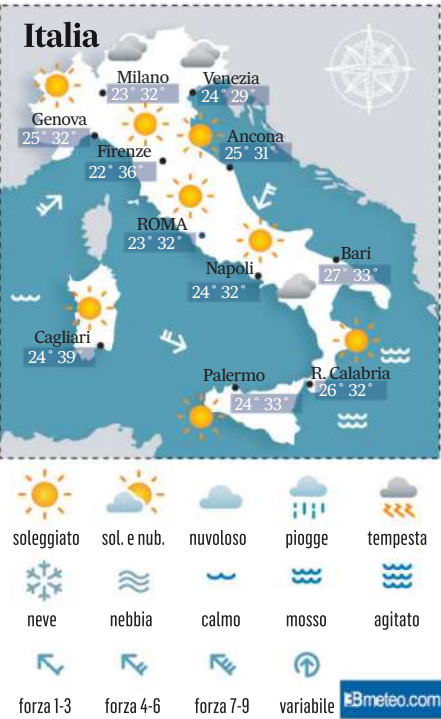 Italia
Milano
23° 32°
Venezia
24° 29°
Genova
25° 32°
Firenze
22° 36°
Ancona
25° 31°
ROMA
23° 32°
Napoli
24° 32°
Bari
27° 33°
Cagliari
24° 39°
Palermo
24° 33°
R. Calabria
26° 32°
soleggiato sol. e nub. nuvoloso piogge tempesta
neve nebbia calmo mosso agitato
forza 1-3 forza 4-6 forza 7-9 variabile
3Bmeteo.com